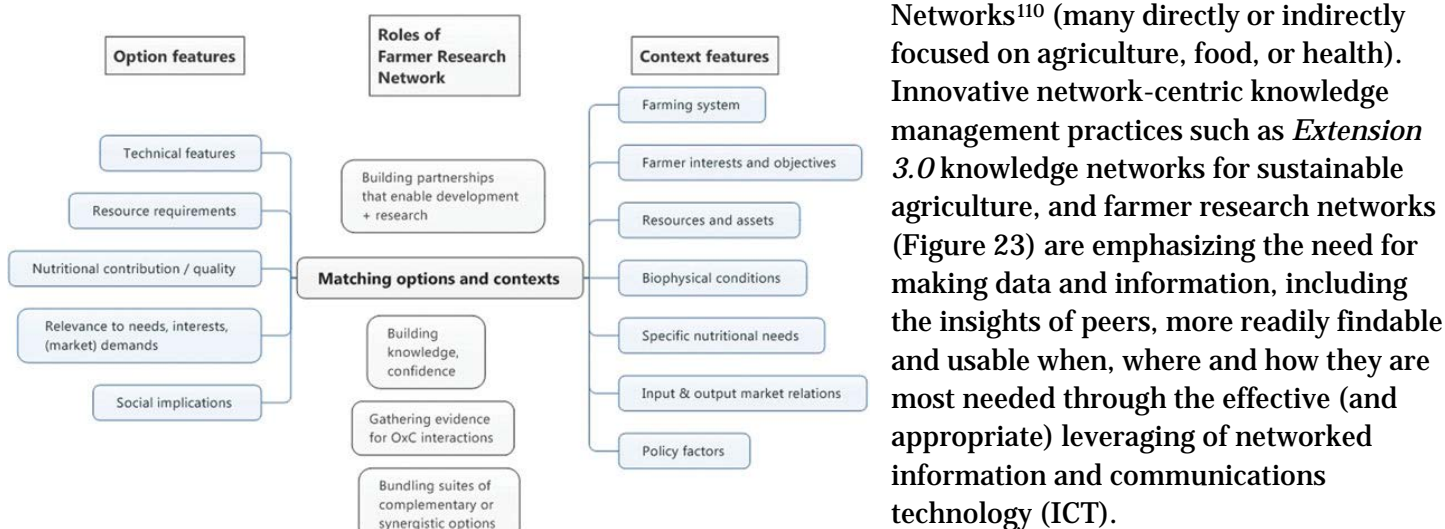 Option features
Technical features
Resource requirements
Nutritional contribution / quality
Relevance to needs, interests,
(market) demands
Social implications
Roles of
Farmer Research
Network
Building partnerships
that enable development
+ research
Matching options and contexts
Building
knowledge,
confidence
Gathering evidence
for OxC interactions
Bundling suites of
complementary or
synergistic options
Context features
Farming system
Farmer interests and objectives
Resources and assets
Biophysical conditions
Specific nutritional needs
Input & output market relations
Policy factors
Networks¹¹⁰ (many directly or indirectly
focused on agriculture, food, or health).
Innovative network-centric knowledge
management practices such as Extension
3.0 knowledge networks for sustainable
agriculture, and farmer research networks
(Figure 23) are emphasizing the need for
making data and information, including
the insights of peers, more readily findable
and usable when, where and how they are
most needed through the effective (and
appropriate) leveraging of networked
information and communications
technology (ICT).